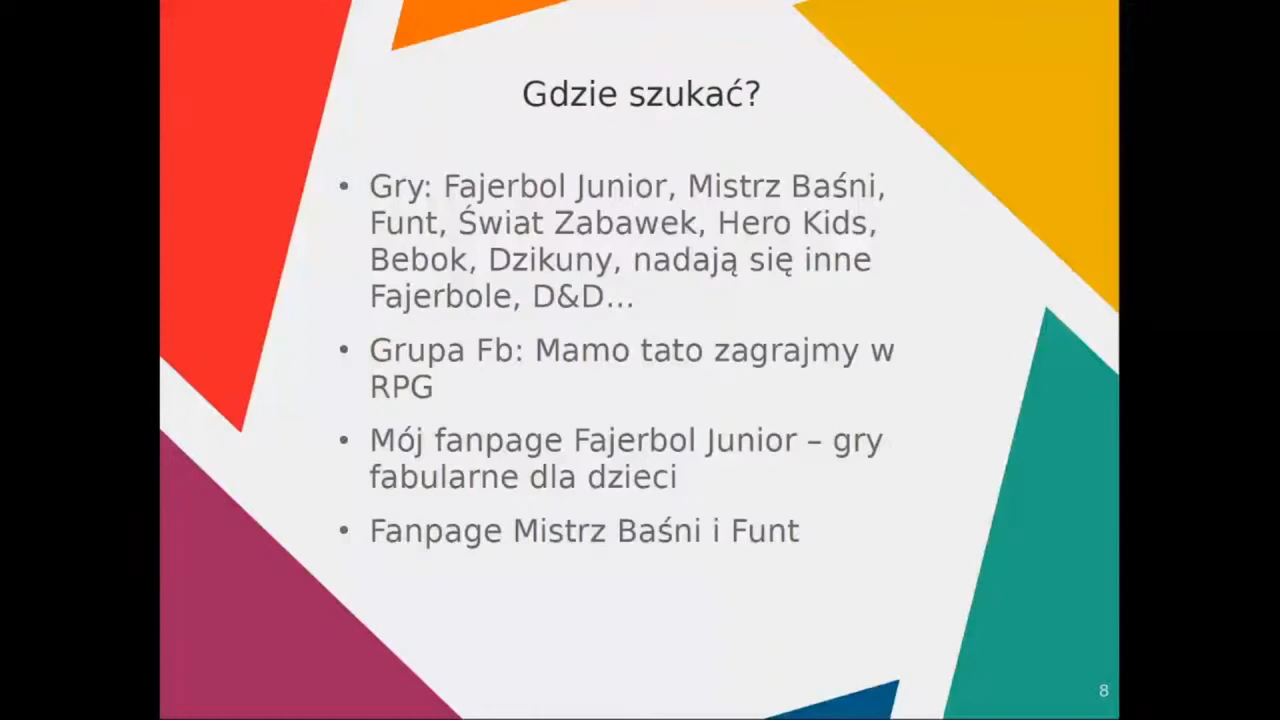 Gdzie szukać?
• Gry: Fajerbol Junior, Mistrz Baśni,
Funt, Świat Zabawek, Hero Kids,
Bebok, Dzikuny, nadają się inne
Fajerbole, D&D...
• Grupa Fb: Mamo tato zagrajmy w
RPG
• Mój fanpage Fajerbol Junior – gry
fabularne dla dzieci
• Fanpage Mistrz Baśni i Funt
8